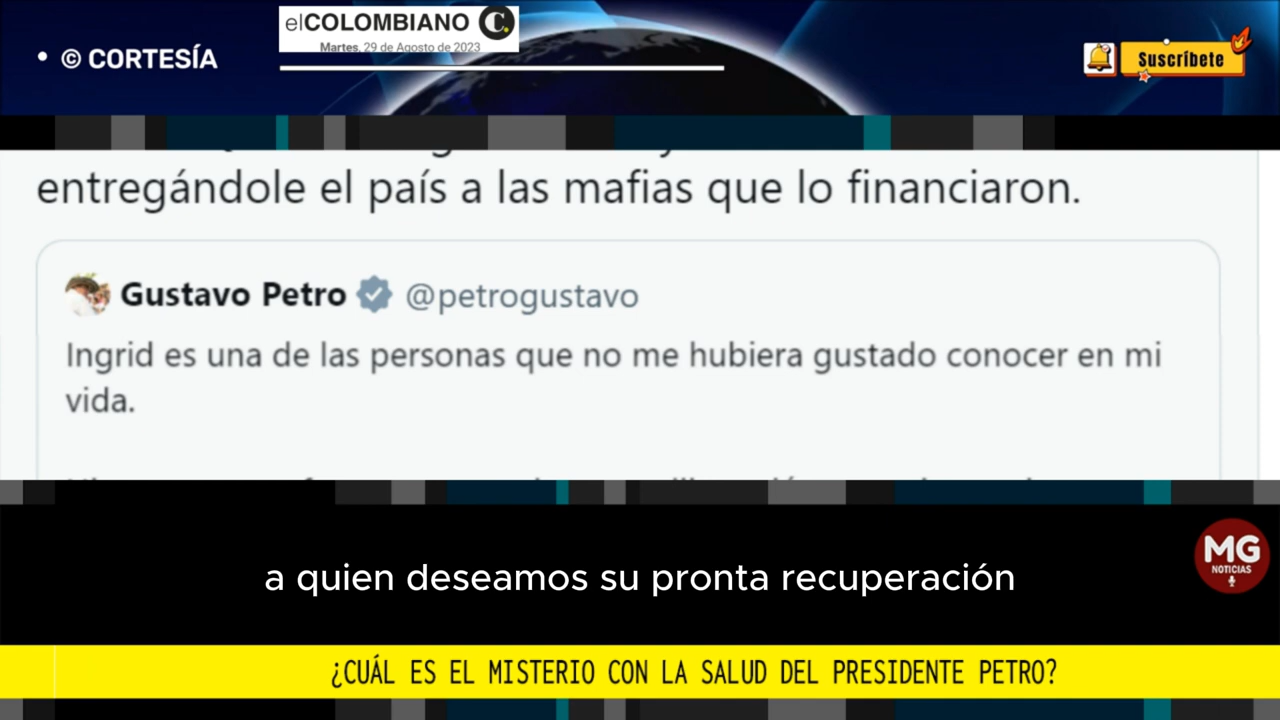 elCOLOMBIANO C
Martes, 29 de Agosto de 2023
• © CORTESÍA
Suscríbete
entregándole el país a las mafias que lo financiaron.
Gustavo Petro @petrogustavo
Ingrid es una de las personas que no me hubiera gustado conocer en mi
vida.
a quien deseamos su pronta recuperación
MG
NOTICIAS
¿CUÁL ES EL MISTERIO CON LA SALUD DEL PRESIDENTE PETRO?